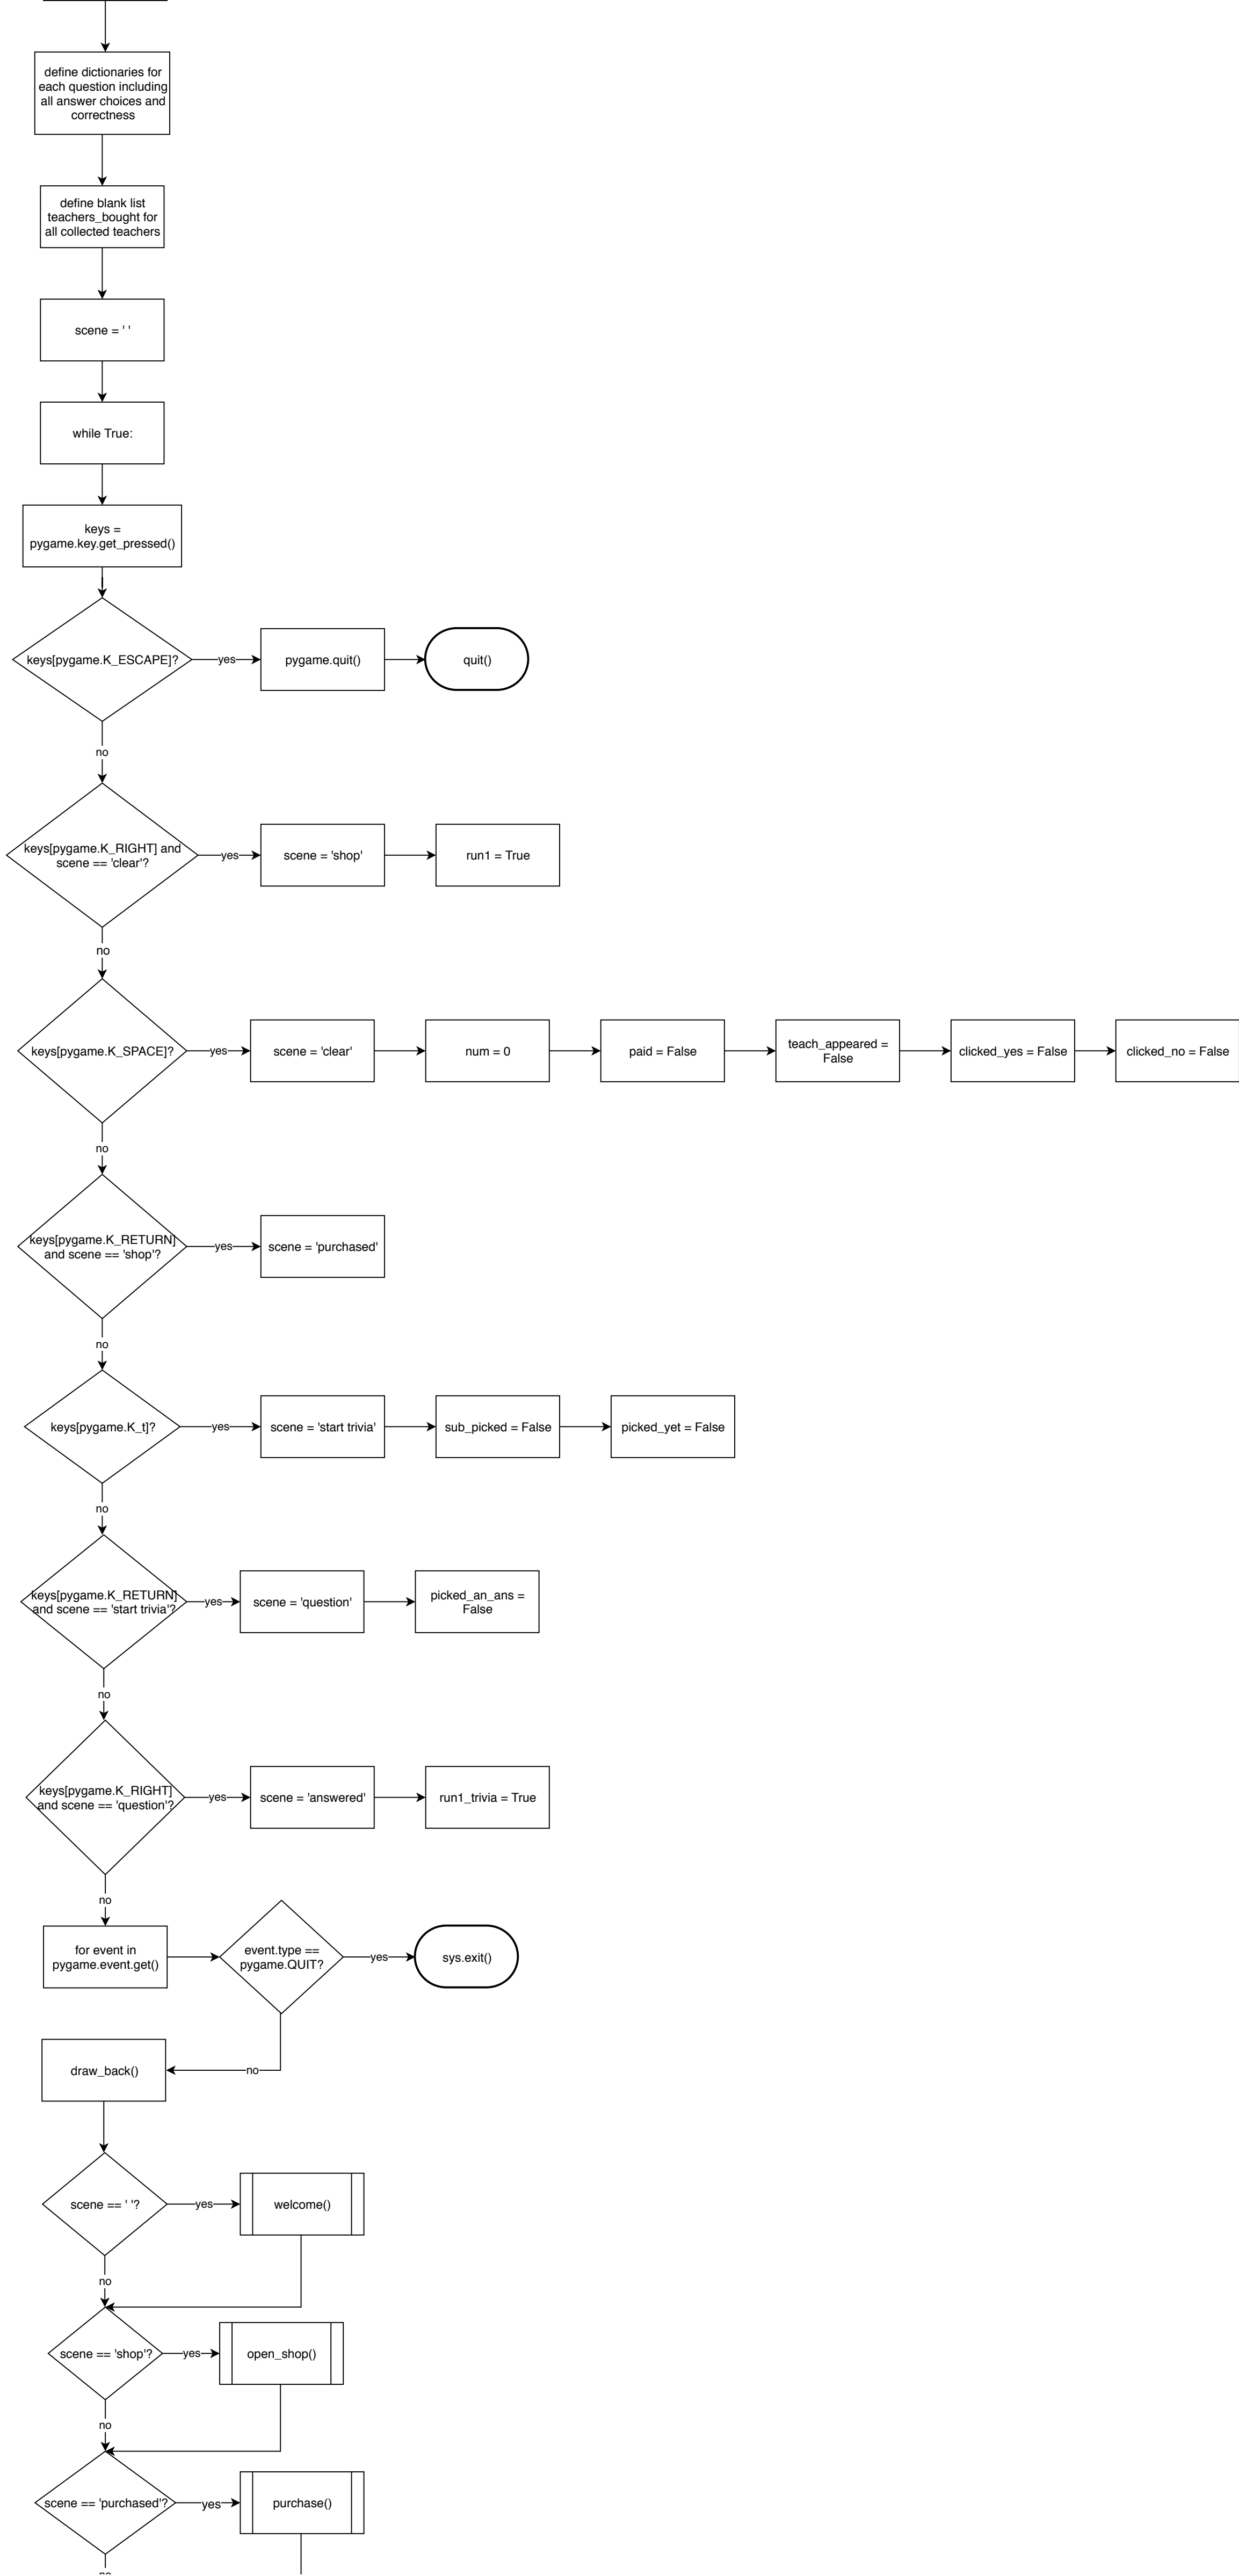 define dictionaries for
each question including
all answer choices and
correctness
define blank list
teachers_bought for
all collected teachers
scene = ' '
while True:
keys =
pygame.key.get_pressed()
keys[pygame.K_ESCAPE]?
yes
pygame.quit()
quit()
no
keys[pygame.K_RIGHT] and
scene == 'clear'?
yes
scene = 'shop'
run1 = True
no
keys[pygame.K_SPACE]?
yes
scene = 'clear'
num = 0
paid = False
teach_appeared =
False
clicked_yes = False
clicked_no = False
no
keys[pygame.K_RETURN]
and scene == 'shop'?
yes
scene = 'purchased'
no
keys[pygame.K_t]?
yes
scene = 'start trivia'
sub_picked = False
picked_yet = False
no
keys[pygame.K_RETURN]
and scene == 'start trivia'?
yes
scene = 'question'
picked_an_ans =
False
no
keys[pygame.K_RIGHT]
and scene == 'question'?
yes
scene = 'answered'
run1_trivia = True
no
for event in
pygame.event.get()
event.type ==
pygame.QUIT?
yes
sys.exit()
no
draw_back()
scene == ' '?
yes
welcome()
no
scene == 'shop'?
yes
open_shop()
no
scene == 'purchased'?
yes
purchase()
no